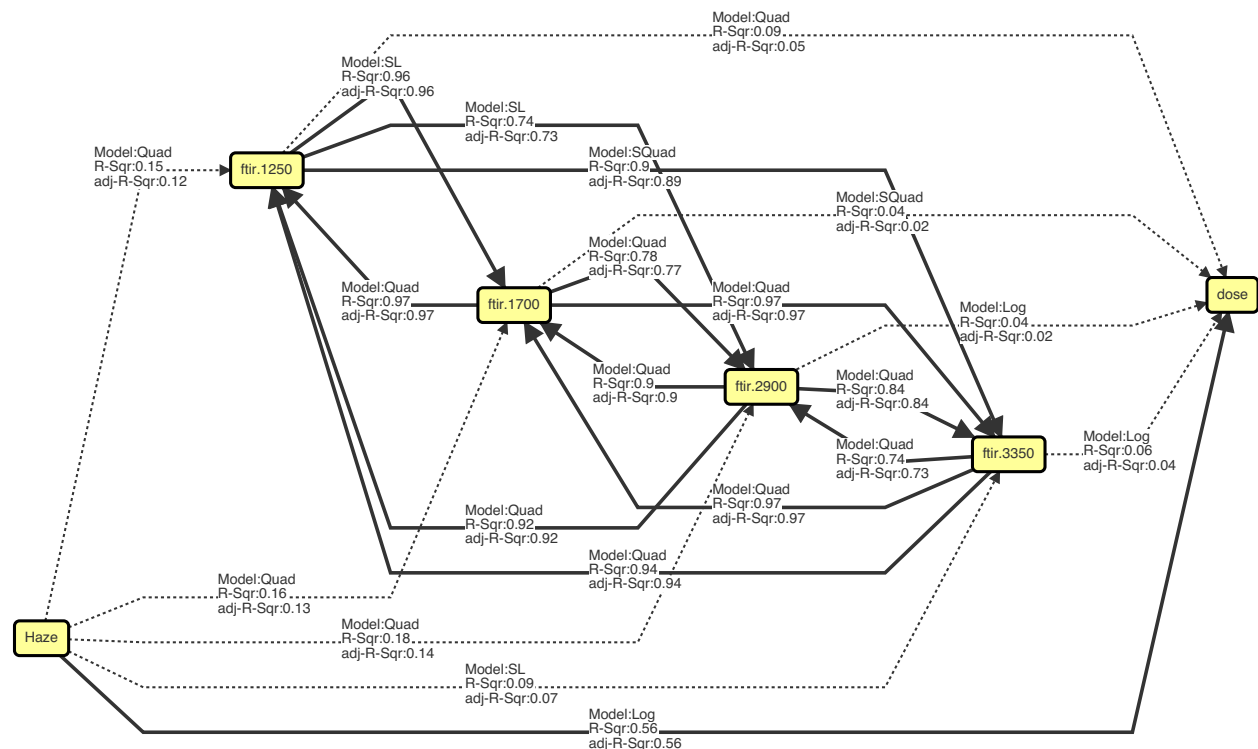 Model:Quad
R-Sqr:0.09
adj-R-Sqr:0.05
Model:SL
R-Sqr:0.96
adj-R-Sqr:0.96
Model:SL
R-Sqr:0.74
adj-R-Sqr:0.73
Model:Quad
R-Sqr:0.15
adj-R-Sqr:0.12
ftir.1250
Model:SQuad
R-Sqr:0.9
adj-R-Sqr:0.89
Model:SQuad
R-Sqr:0.04
adj-R-Sqr:0.02
Model:Quad
R-Sqr:0.78
adj-R-Sqr:0.77
Model:Quad
R-Sqr:0.97
adj-R-Sqr:0.97
ftir.1700
Model:Quad
R-Sqr:0.97
adj-R-Sqr:0.97
dose
Model:Log
R-Sqr:0.04
adj-R-Sqr:0.02
Model:Quad
R-Sqr:0.9
adj-R-Sqr:0.9
ftir.2900
Model:Quad
R-Sqr:0.84
adj-R-Sqr:0.84
Model:Quad
R-Sqr:0.74
adj-R-Sqr:0.73
ftir.3350
Model:Log
R-Sqr:0.06
adj-R-Sqr:0.04
Model:Quad
R-Sqr:0.97
adj-R-Sqr:0.97
Model:Quad
R-Sqr:0.92
adj-R-Sqr:0.92
Model:Quad
R-Sqr:0.94
adj-R-Sqr:0.94
Model:Quad
R-Sqr:0.16
adj-R-Sqr:0.13
Haze
Model:Quad
R-Sqr:0.18
adj-R-Sqr:0.14
Model:SL
R-Sqr:0.09
adj-R-Sqr:0.07
Model:Log
R-Sqr:0.56
adj-R-Sqr:0.56